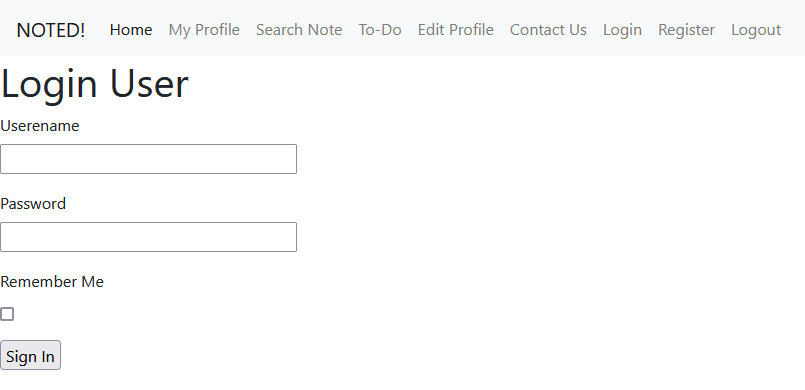 NOTED! Home My Profile Search Note To-Do Edit Profile Contact Us Login Register Logout
Login User
Userename
Password
Remember Me
Sign In